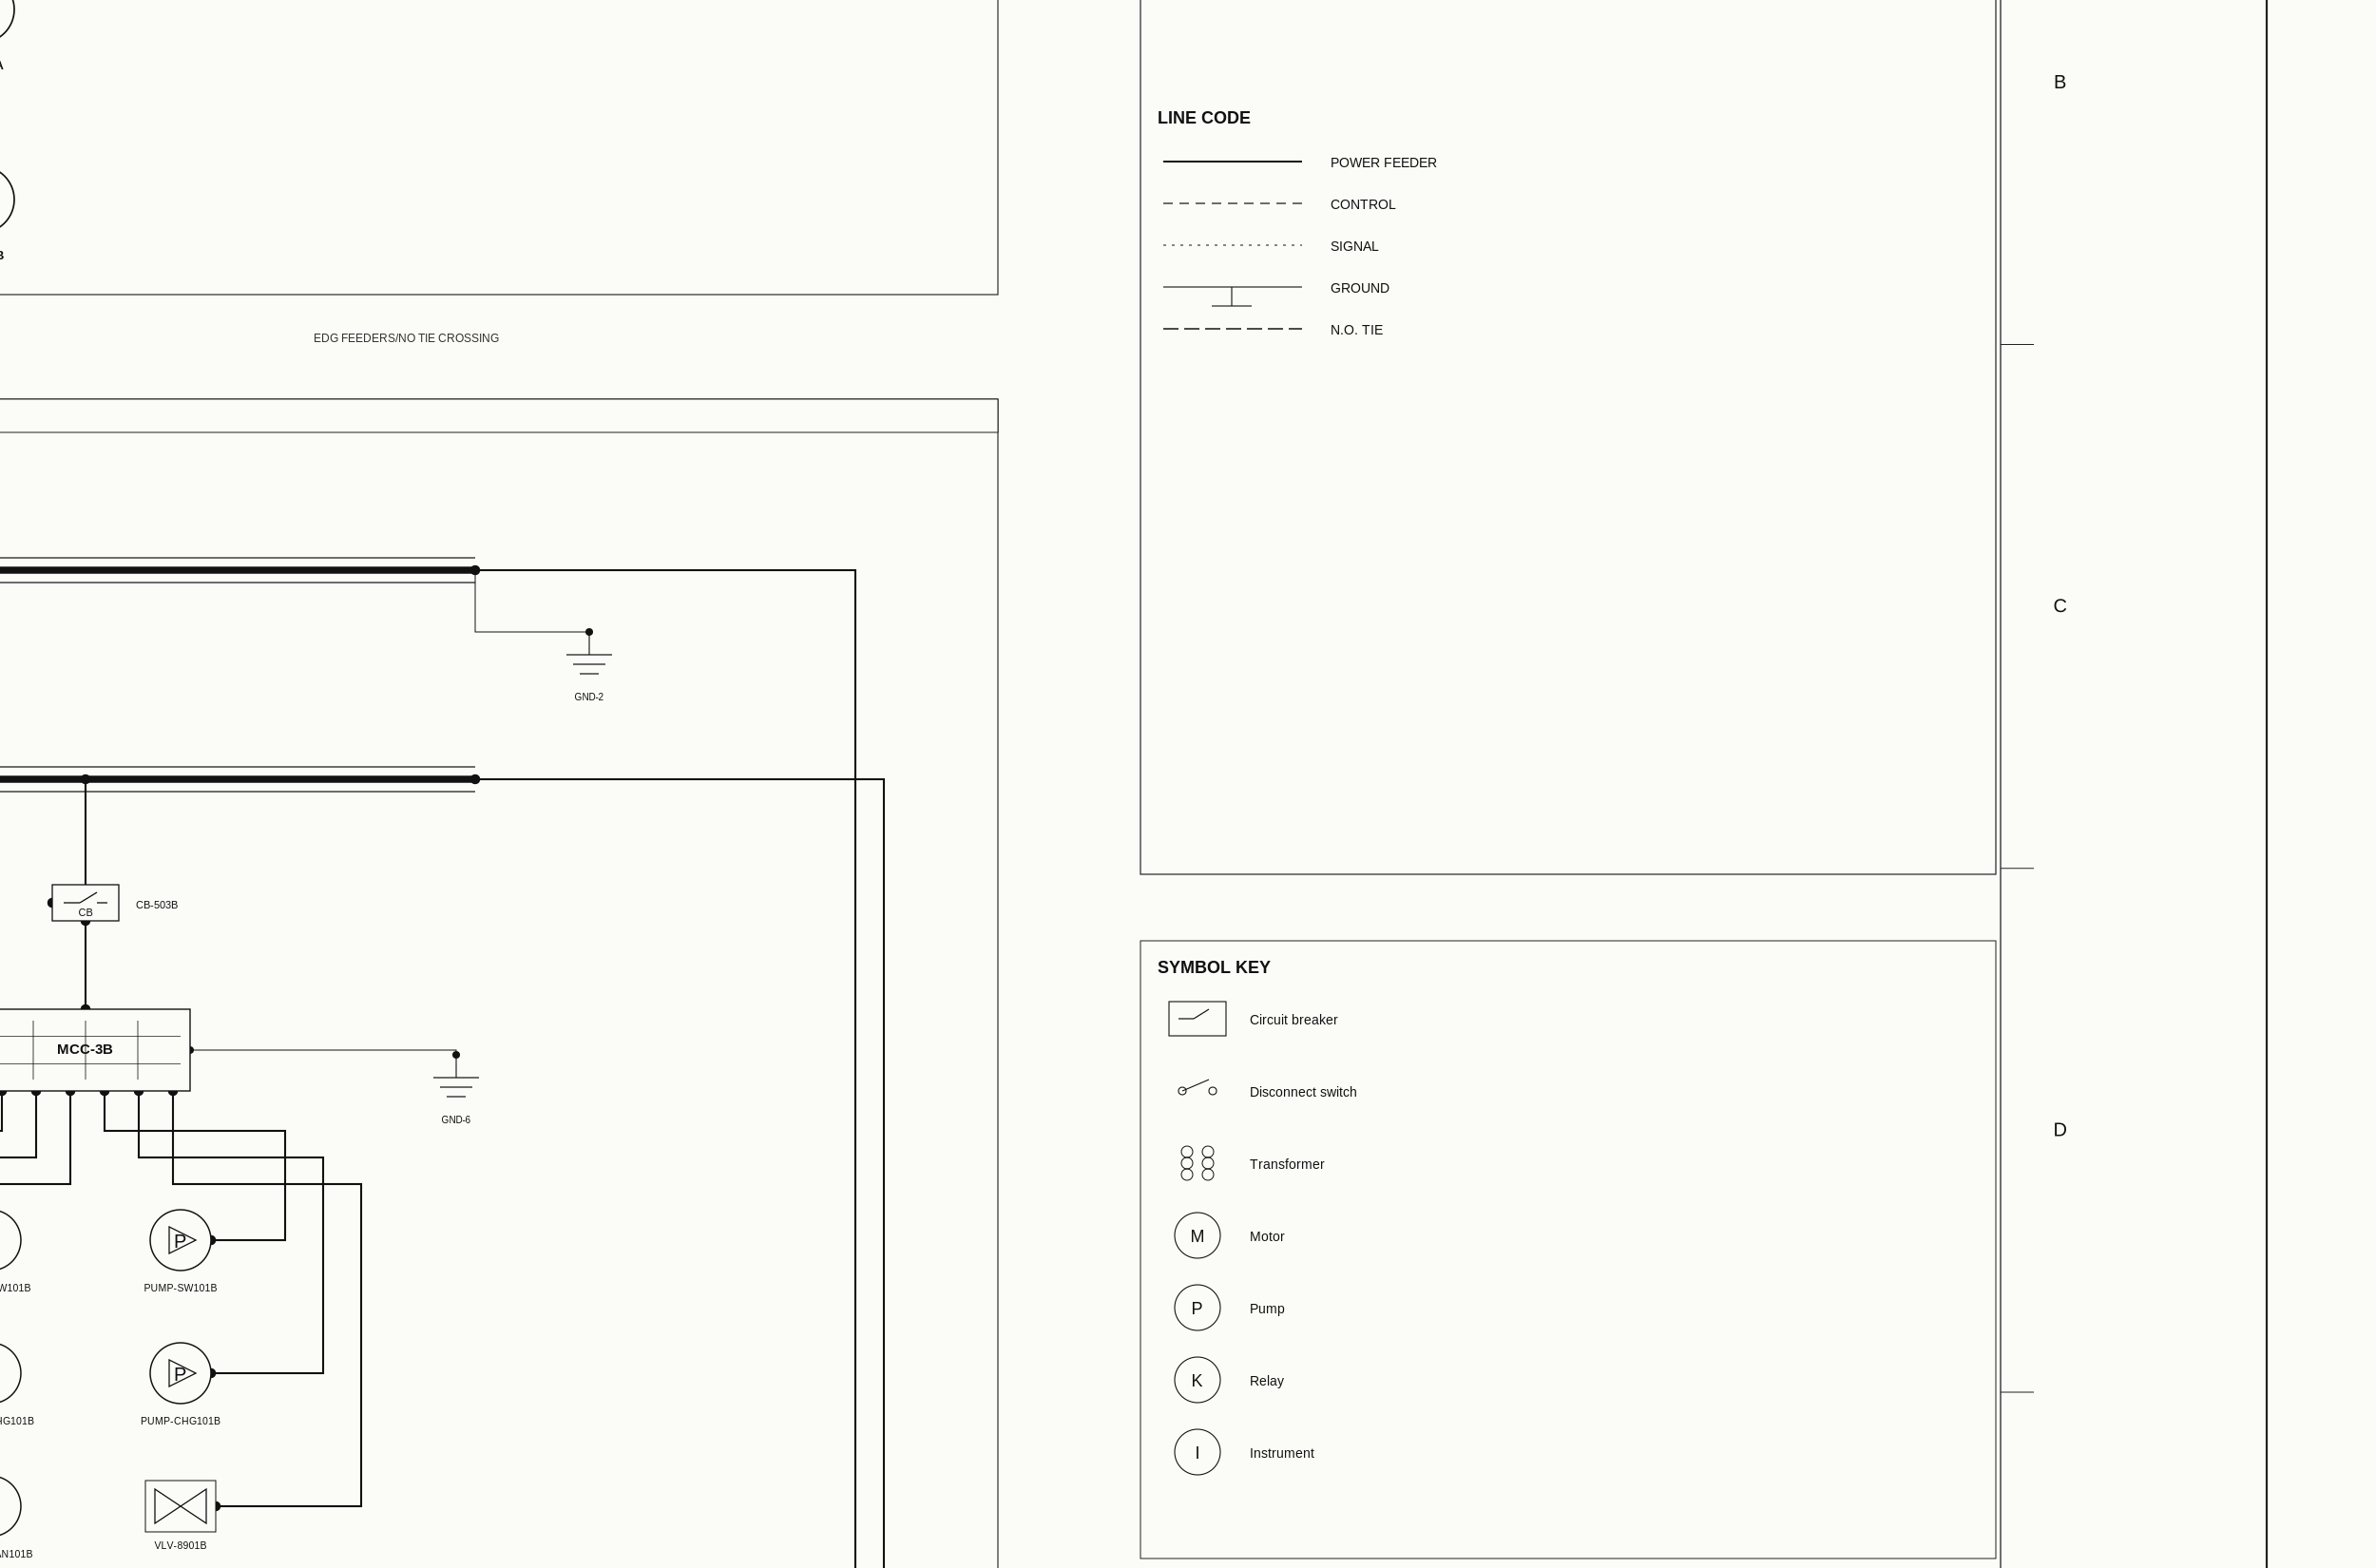 B
LINE CODE
POWER FEEDER
CONTROL
SIGNAL
GROUND
N.O. TIE
EDG FEEDERS/NO TIE CROSSING
C
GND-2
CB
CB-503B
SYMBOL KEY
Circuit breaker
MCC-3B
Disconnect switch
GND-6
D
Transformer
M
Motor
P
PUMP-SW101B
P
Pump
P
PUMP-CHG101B
K
Relay
I
Instrument
VLV-8901B